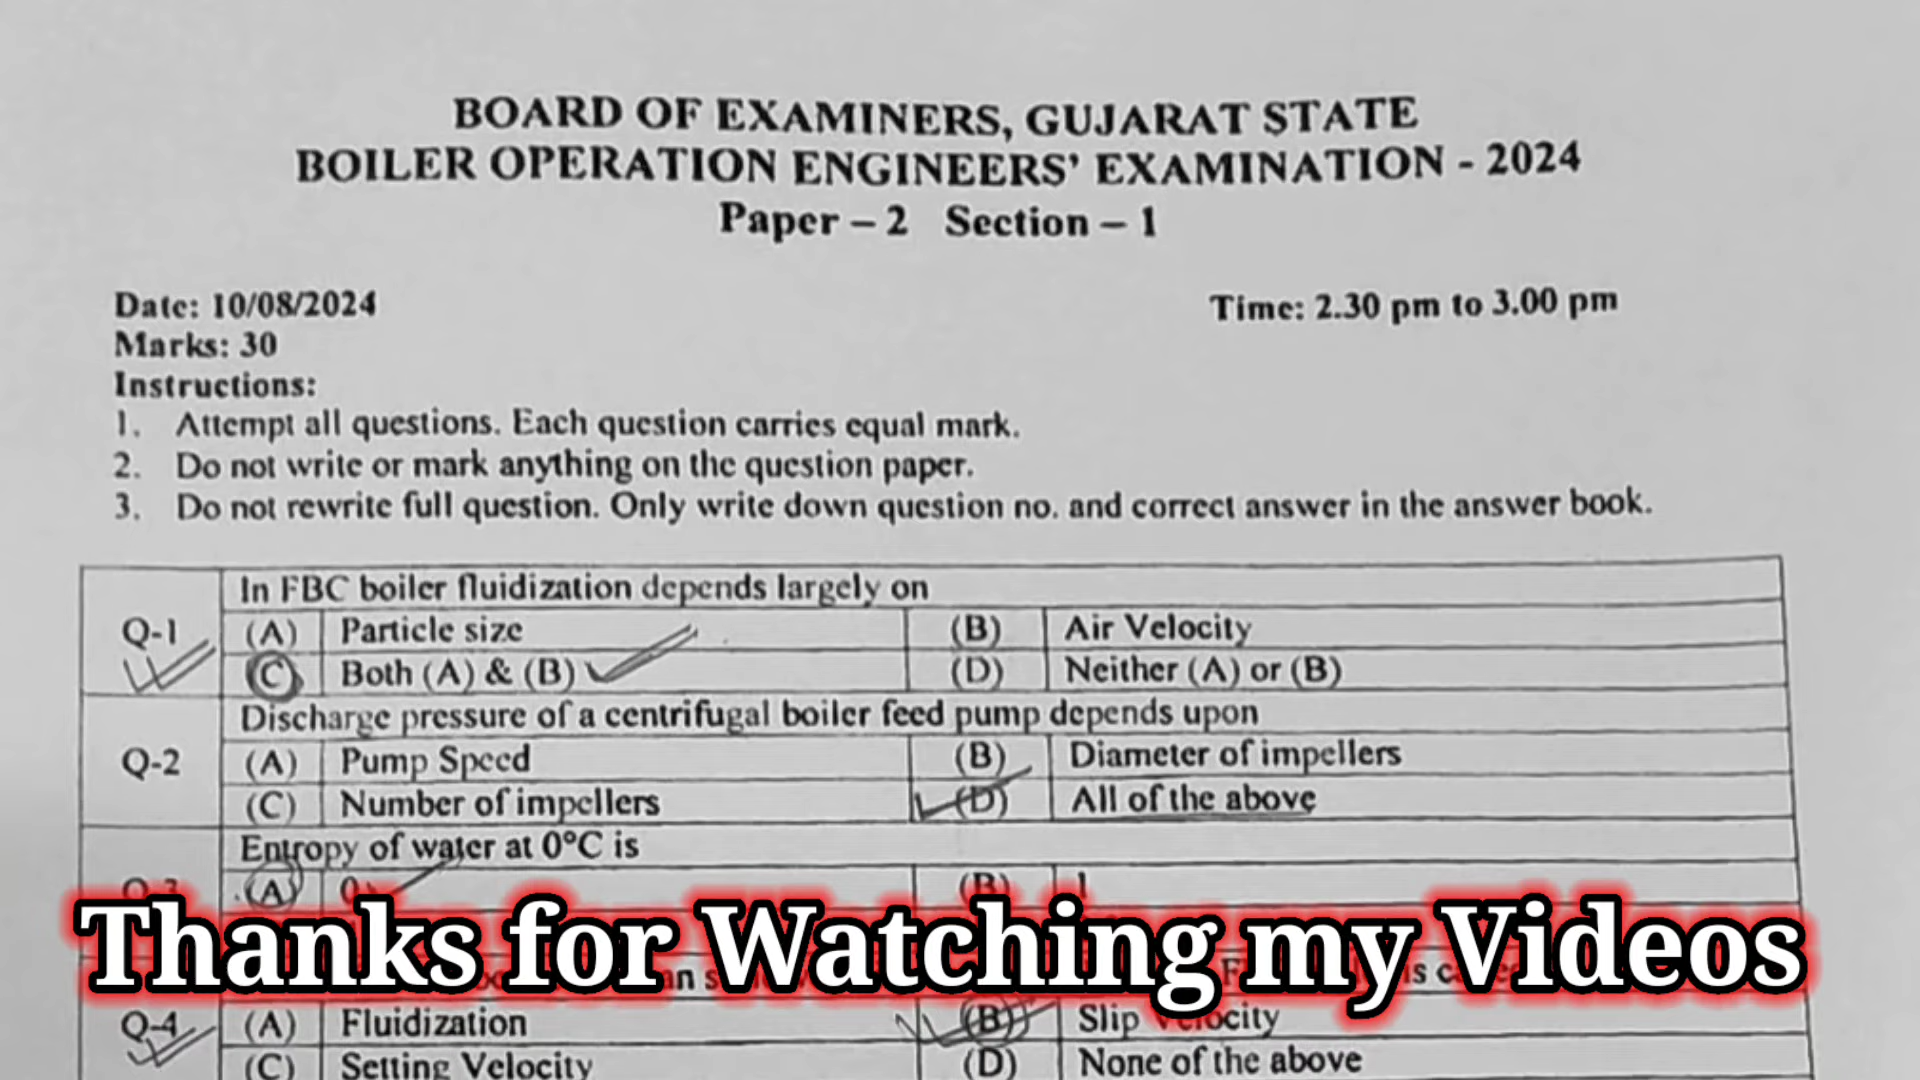 BOARD OF EXAMINERS, GUJARAT STATE
BOILER OPERATION ENGINEERS' EXAMINATION - 2024
Paper – 2 Section – 1
Date: 10/08/2024 Time: 2.30 pm to 3.00 pm
Marks: 30
Instructions:
1. Attempt all questions. Each question carries equal mark.
2. Do not write or mark anything on the question paper.
3. Do not rewrite full question. Only write down question no. and correct answer in the answer book.
In FBC boiler fluidization depends largely on
Q-1 (A) Particle size (B) Air Velocity
(C) Both (A) & (B) (D) Neither (A) or (B)
Discharge pressure of a centrifugal boiler feed pump depends upon
Q-2 (A) Pump Speed (B) Diameter of impellers
(C) Number of impellers (D) All of the above
Entropy of water at 0°C is
Q-3 (A) 0 (B) 1
Thanks for Watching my Videos
Q-4 (A) Fluidization (B) Slip Velocity
(C) Setting Velocity (D) None of the above